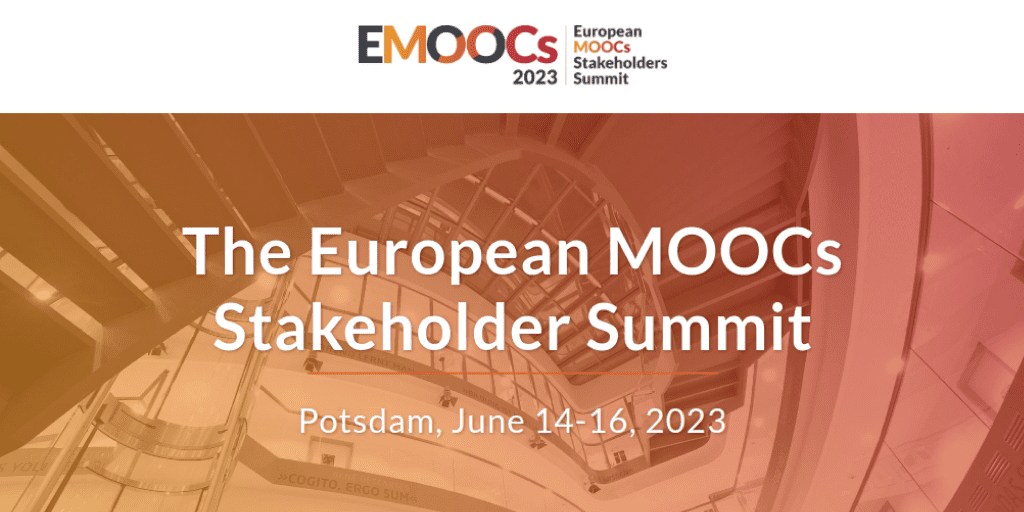 EMOOCs
2023
European
MOOCs
Stakeholders
Summit
The European MOOCs
Stakeholder Summit
Potsdam, June 14-16, 2023
»COGITO, ERGO SUM«